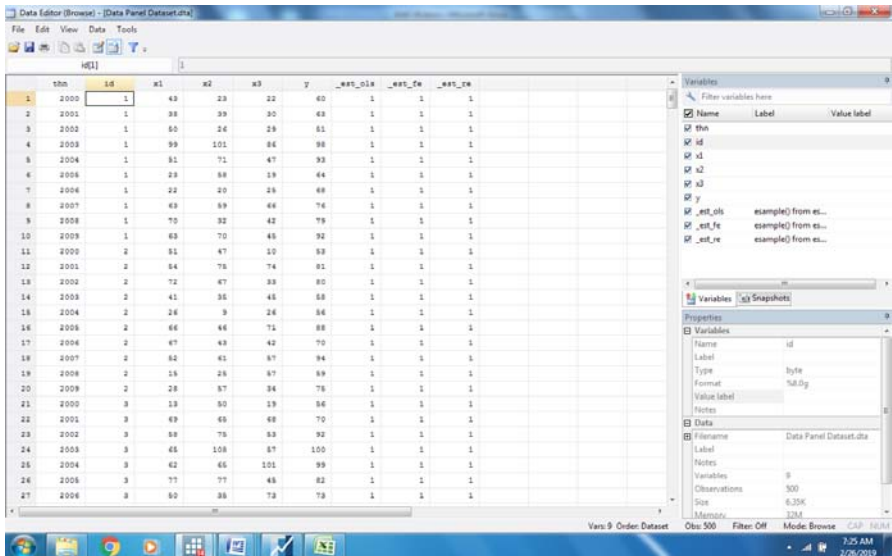 Data Editor (Browse) - [Data Panel Dataset.dta]
File Edit View Data Tools
id[1] 1
thn id x1 x2 x3 y _est_ols _est_fe _est_re
1 2000 1 43 23 22 60 1 1 1
2 2001 1 38 39 30 63 1 1 1
3 2002 1 50 26 29 51 1 1 1
4 2003 1 99 101 86 98 1 1 1
5 2004 1 51 71 47 93 1 1 1
6 2005 1 23 58 19 64 1 1 1
7 2006 1 22 20 25 68 1 1 1
8 2007 1 63 59 66 76 1 1 1
9 2008 1 70 32 42 79 1 1 1
10 2009 1 63 70 45 92 1 1 1
11 2000 2 51 47 10 53 1 1 1
12 2001 2 54 75 74 81 1 1 1
13 2002 2 72 67 33 80 1 1 1
14 2003 2 41 35 45 58 1 1 1
15 2004 2 26 9 26 56 1 1 1
16 2005 2 66 46 71 88 1 1 1
17 2006 2 67 43 42 70 1 1 1
18 2007 2 52 61 57 94 1 1 1
19 2008 2 15 25 57 59 1 1 1
20 2009 2 28 57 34 75 1 1 1
21 2000 3 13 50 19 56 1 1 1
22 2001 3 69 65 68 70 1 1 1
23 2002 3 58 75 53 92 1 1 1
24 2003 3 65 108 57 100 1 1 1
25 2004 3 62 65 101 99 1 1 1
26 2005 3 77 77 45 82 1 1 1
27 2006 3 50 35 73 73 1 1 1
Variables
Filter variables here
Name Label Value label
thn
id
x1
x2
x3
y
_est_ols esample() from es...
_est_fe esample() from es...
_est_re esample() from es...
Variables Snapshots
Properties
Variables
Name id
Label
Type byte
Format %8.0g
Value label
Notes
Data
Filename Data Panel Dataset.dta
Label
Notes
Variables 9
Observations 500
Size 6.35K
Memory 32M
Vars: 9 Order: Dataset Obs: 500 Filter: Off Mode: Browse CAP NUM
7:25 AM
2/26/2019